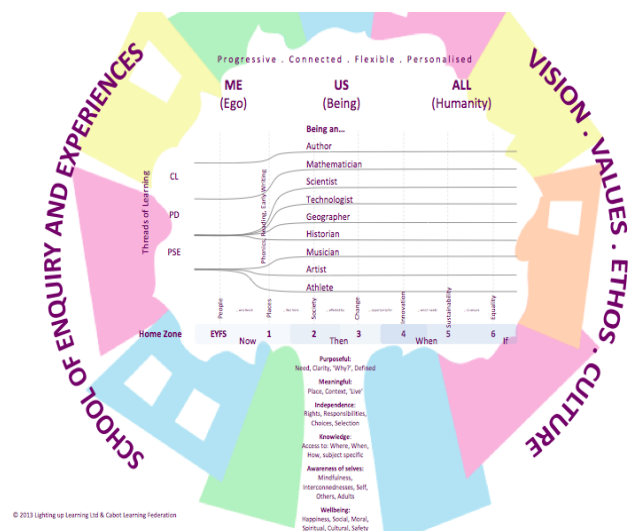 Progressive . Connected . Flexible . Personalised
ME
(Ego)
US
(Being)
ALL
(Humanity)
SCHOOL OF ENQUIRY AND EXPERIENCES
VISION · VALUES · ETHOS · CULTURE
Being an...
Author
Mathematician
Scientist
Technologist
Geographer
Historian
Musician
Artist
Athlete
Threads of Learning
CL
PD
PSE
Phonics, Reading, Early Writing
People
Places
Society
Change
Innovation
Sustainability
Equality
Home Zone
EYFS
1
2
3
4
5
6
Now
Then
When
If
Purposeful:
Need, Clarity, 'Why?', Defined
Meaningful:
Place, Context, 'Live'
Independence:
Rights, Responsibilities,
Choices, Selection
Knowledge:
Access to: Where, When,
How, subject specific
Awareness of selves:
Mindfulness,
Interconnednesses, Self,
Others, Adults
Wellbeing:
Happiness, Social, Moral,
Spiritual, Cultural, Safety
© 2013 Lighting up Learning Ltd & Cabot Learning Federation